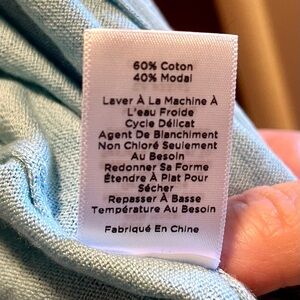 60% Coton
40% Modal
Laver À La Machine À
L'eau Froide
Cycle Délicat
Agent De Blanchiment
Non Chloré Seulement
Au Besoin
Redonner Sa Forme
Étendre À Plat Pour
Sécher
Repasser À Basse
Température Au Besoin
Fabriqué En Chine